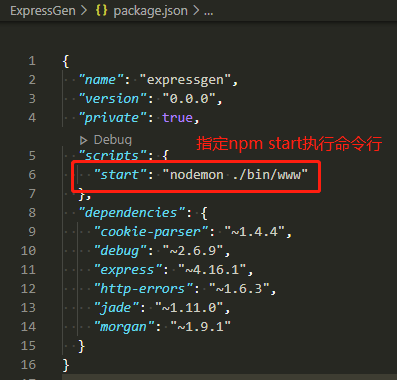 ExpressGen > {} package.json > ...
1 {
2 "name": "expressgen",
3 "version": "0.0.0",
4 "private": true,
▷ Debug
指定npm start执行命令行
5 "scripts": {
6 "start": "nodemon ./bin/www"
7 },
8 "dependencies": {
9 "cookie-parser": "~1.4.4",
10 "debug": "~2.6.9",
11 "express": "~4.16.1",
12 "http-errors": "~1.6.3",
13 "jade": "~1.11.0",
14 "morgan": "~1.9.1"
15 }
16 }